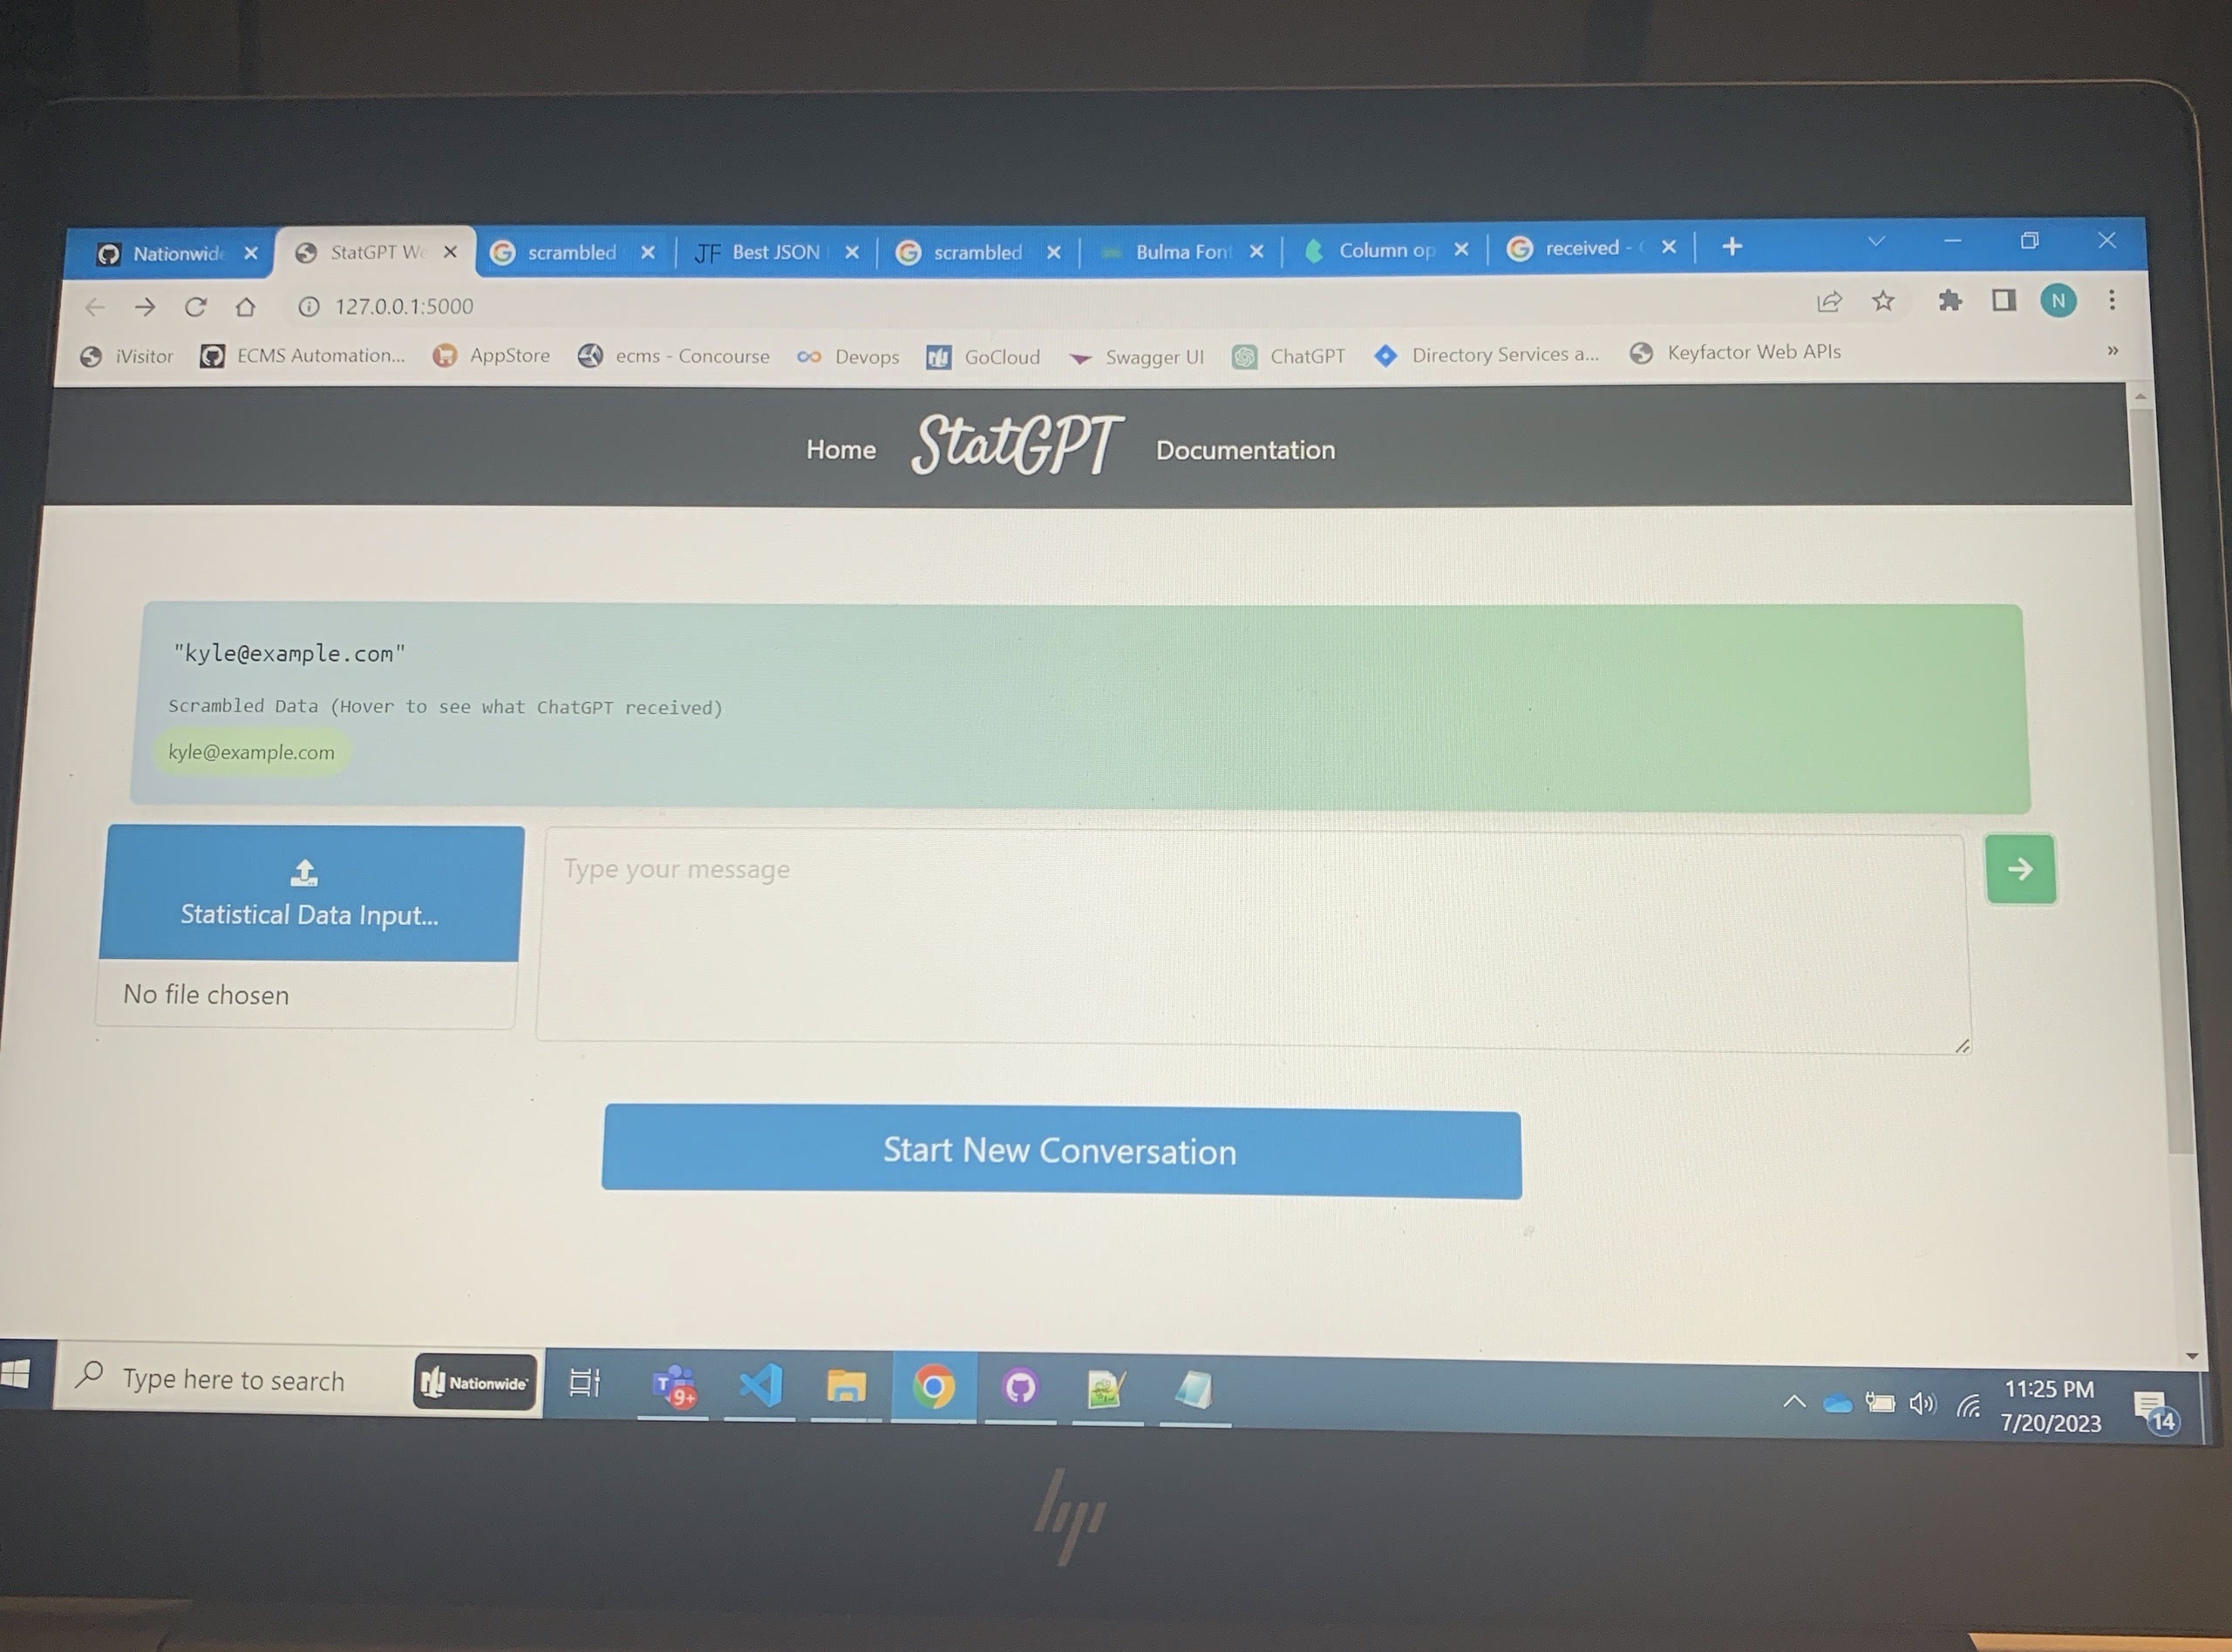 Nationwide
StatGPT We
scrambled
JF Best JSON
scrambled
Bulma Font
Column op
received -
127.0.0.1:5000
N
iVisitor
ECMS Automation...
AppStore
ecms - Concourse
Devops
GoCloud
Swagger UI
ChatGPT
Directory Services a...
Keyfactor Web APIs
»
Home
StatGPT
Documentation
"kyle@example.com"
Scrambled Data (Hover to see what ChatGPT received)
kyle@example.com
Statistical Data Input...
No file chosen
Type your message
Start New Conversation
Type here to search
Nationwide
T 9+
11:25 PM
7/20/2023
14
hp